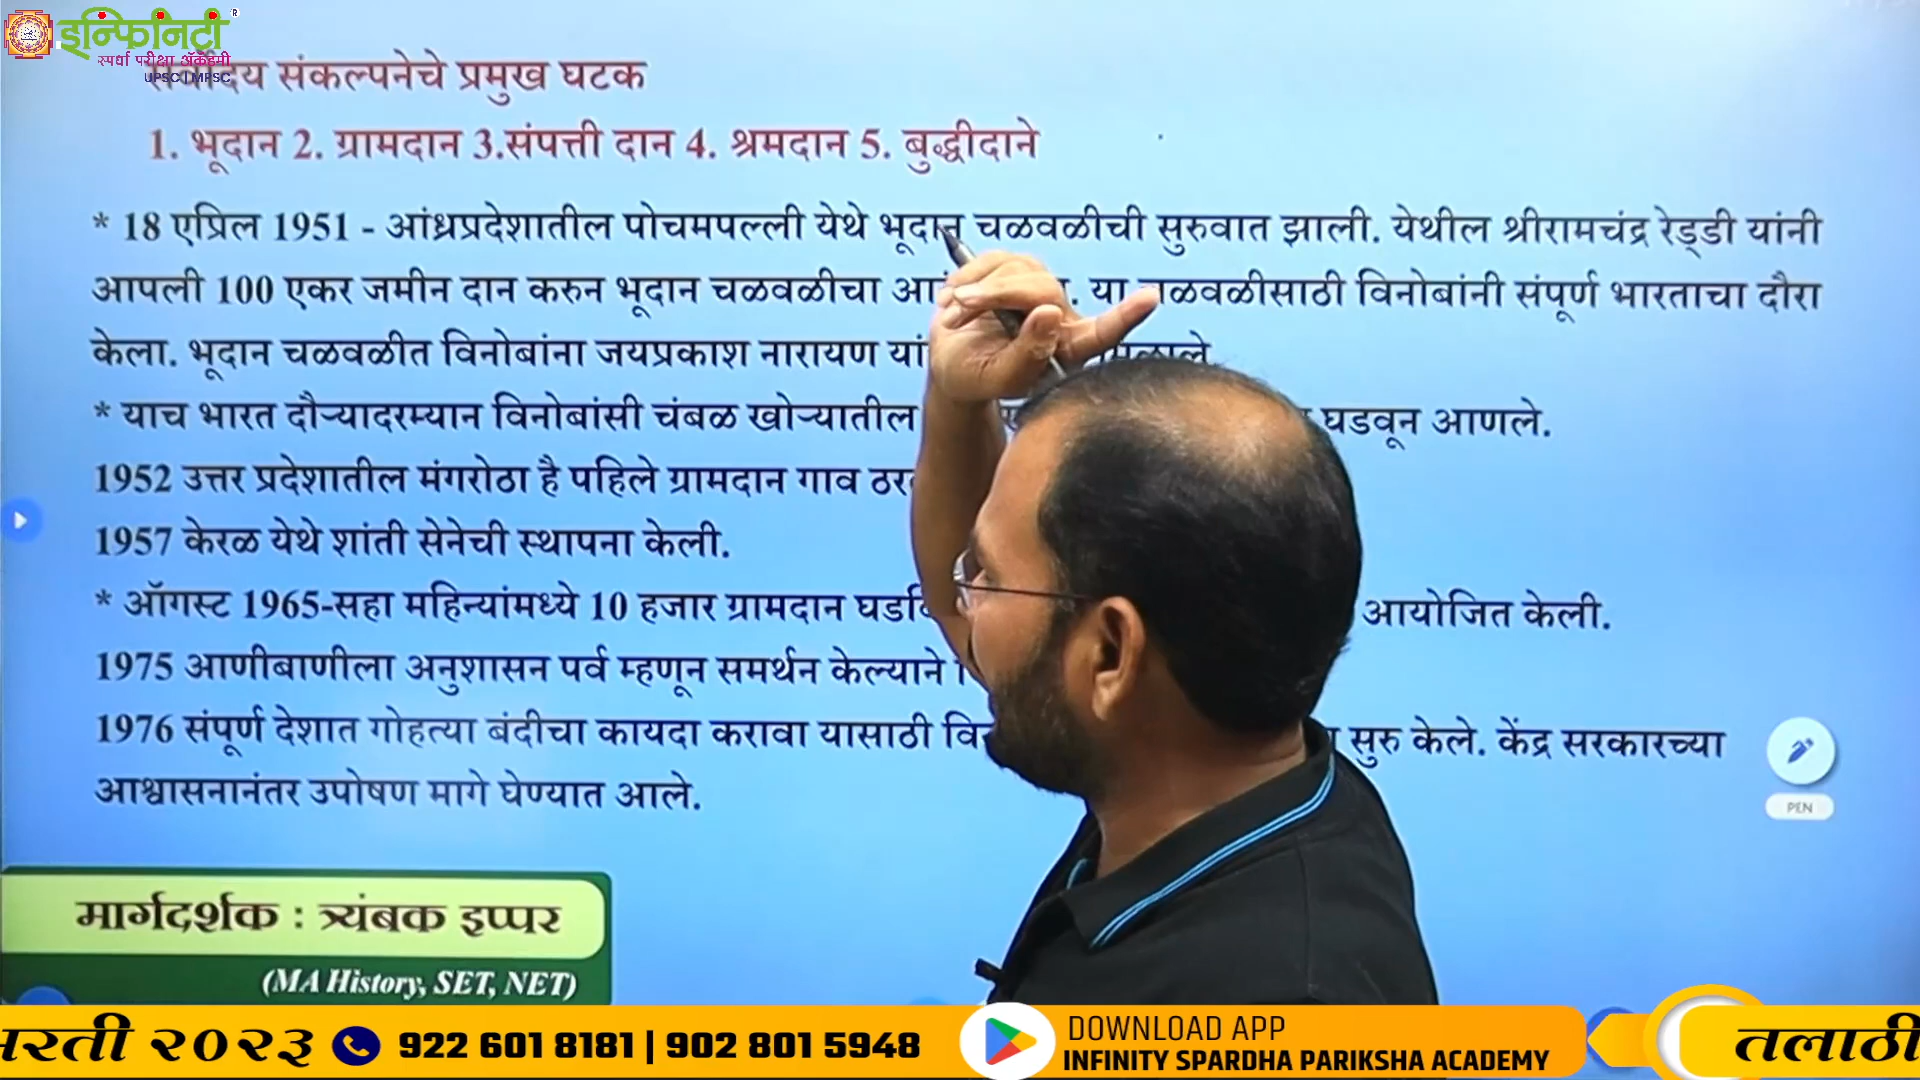 इन्फिनिटी
स्पर्धा परीक्षा अ‍ॅकॅडमी
UPSC | MPSC
सर्वोदय संकल्पनेचे प्रमुख घटक
1. भूदान 2. ग्रामदान 3.संपत्ती दान 4. श्रमदान 5. बुद्धीदाने
* 18 एप्रिल 1951 - आंध्रप्रदेशातील पोचमपल्ली येथे भूदान चळवळीची सुरुवात झाली. येथील श्रीरामचंद्र रेड्डी यांनी
आपली 100 एकर जमीन दान करुन भूदान चळवळीचा . या चळवळीसाठी विनोबांनी संपूर्ण भारताचा दौरा
केला. भूदान चळवळीत विनोबांना जयप्रकाश नारायण
* याच भारत दौऱ्यादरम्यान विनोबांसी चंबळ खोऱ्यातील घडवून आणले.
1952 उत्तर प्रदेशातील मंगरोठा है पहिले ग्रामदान गाव
1957 केरळ येथे शांती सेनेची स्थापना केली.
* ऑगस्ट 1965-सहा महिन्यांमध्ये 10 हजार ग्रामदान आयोजित केली.
1975 आणीबाणीला अनुशासन पर्व म्हणून समर्थन केल्याने
1976 संपूर्ण देशात गोहत्या बंदीचा कायदा करावा यासाठी सुरु केले. केंद्र सरकारच्या
आश्वासनानंतर उपोषण मागे घेण्यात आले.
PEN
मार्गदर्शक : त्र्यंबक इप्पर
(MA History, SET, NET)
भरती २०२३ 922 601 8181 | 902 801 5948 DOWNLOAD APP
INFINITY SPARDHA PARIKSHA ACADEMY
तलाठी